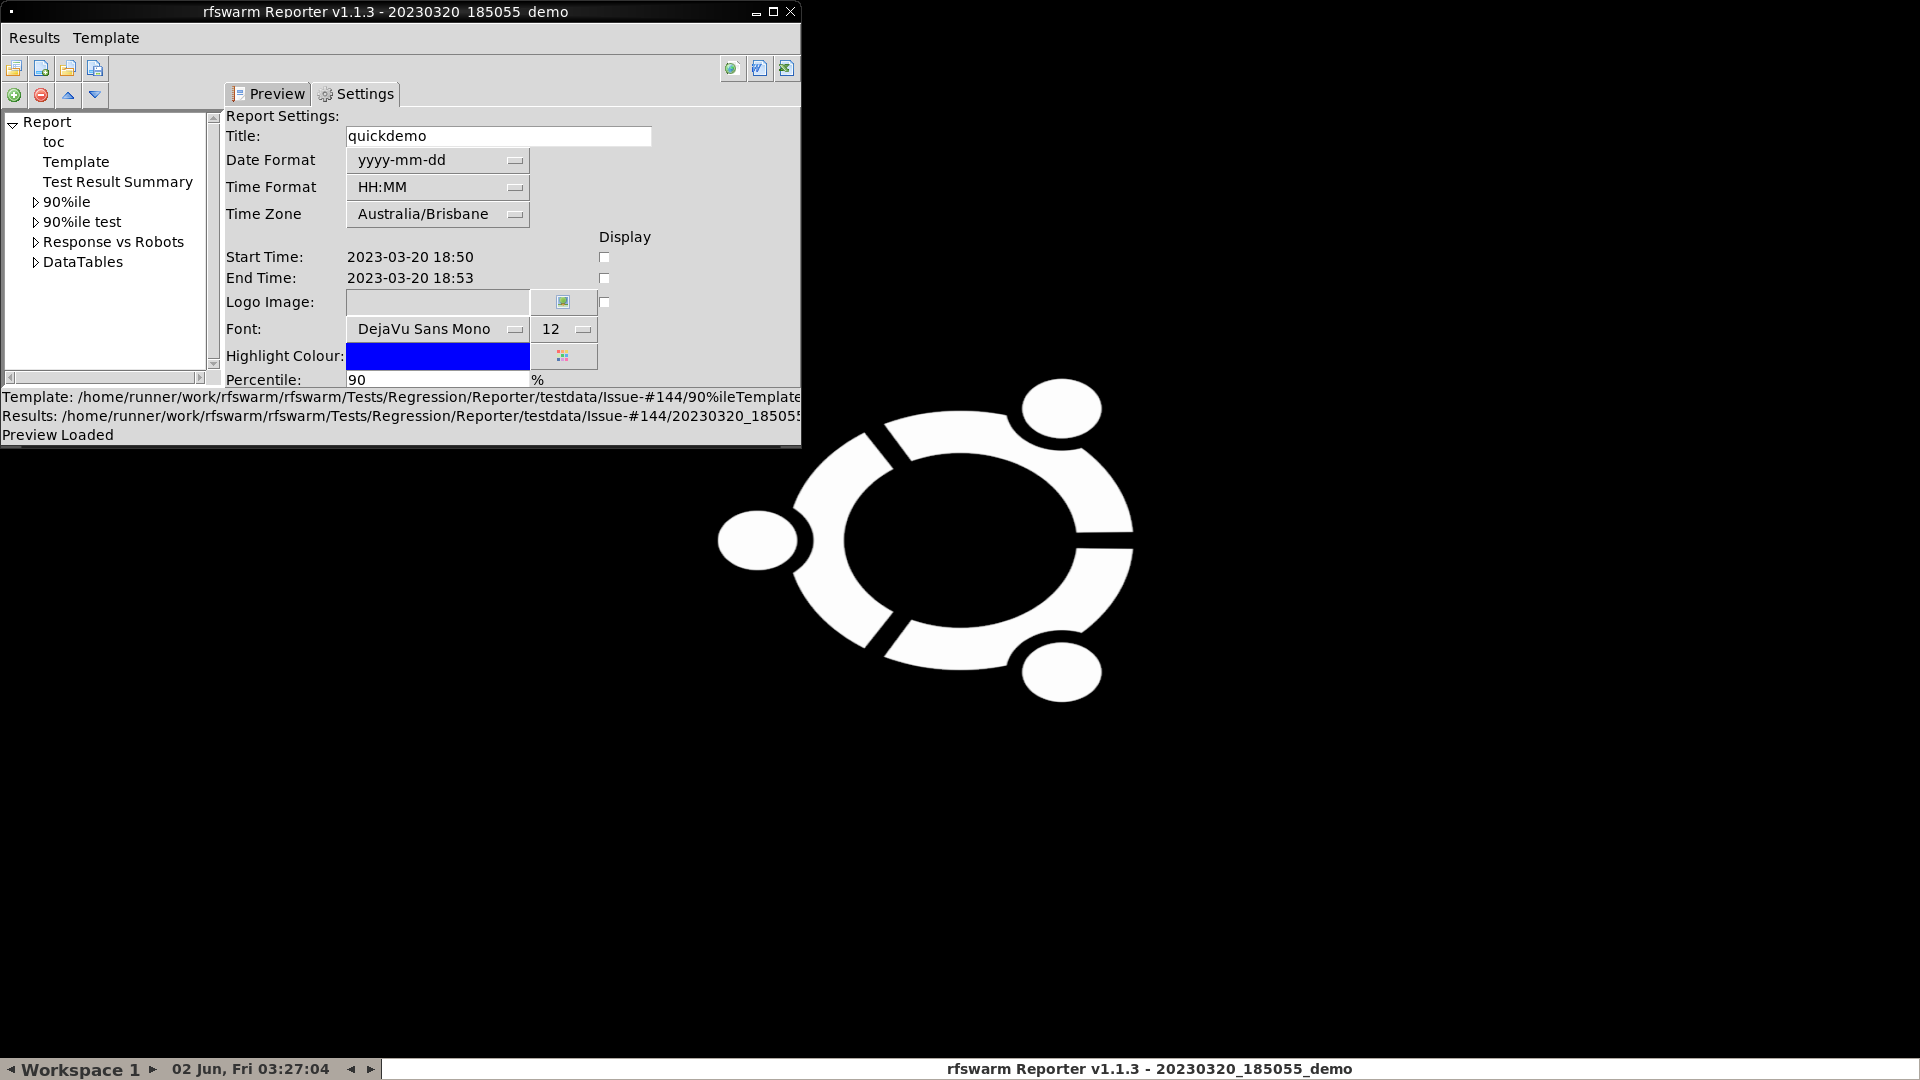 rfswarm Reporter v1.1.3 - 20230320_185055_demo
Results Template
Preview Settings
Report
toc
Template
Test Result Summary
90%ile
90%ile test
Response vs Robots
DataTables
Report Settings:
Title: quickdemo
Date Format yyyy-mm-dd
Time Format HH:MM
Time Zone Australia/Brisbane
Display
Start Time: 2023-03-20 18:50
End Time: 2023-03-20 18:53
Logo Image:
Font: DejaVu Sans Mono 12
Highlight Colour:
Percentile: 90 %
Template: /home/runner/work/rfswarm/rfswarm/Tests/Regression/Reporter/testdata/Issue-#144/90%ileTemplate
Results: /home/runner/work/rfswarm/rfswarm/Tests/Regression/Reporter/testdata/Issue-#144/20230320_185055
Preview Loaded
Workspace 1 02 Jun, Fri 03:27:04 rfswarm Reporter v1.1.3 - 20230320_185055_demo